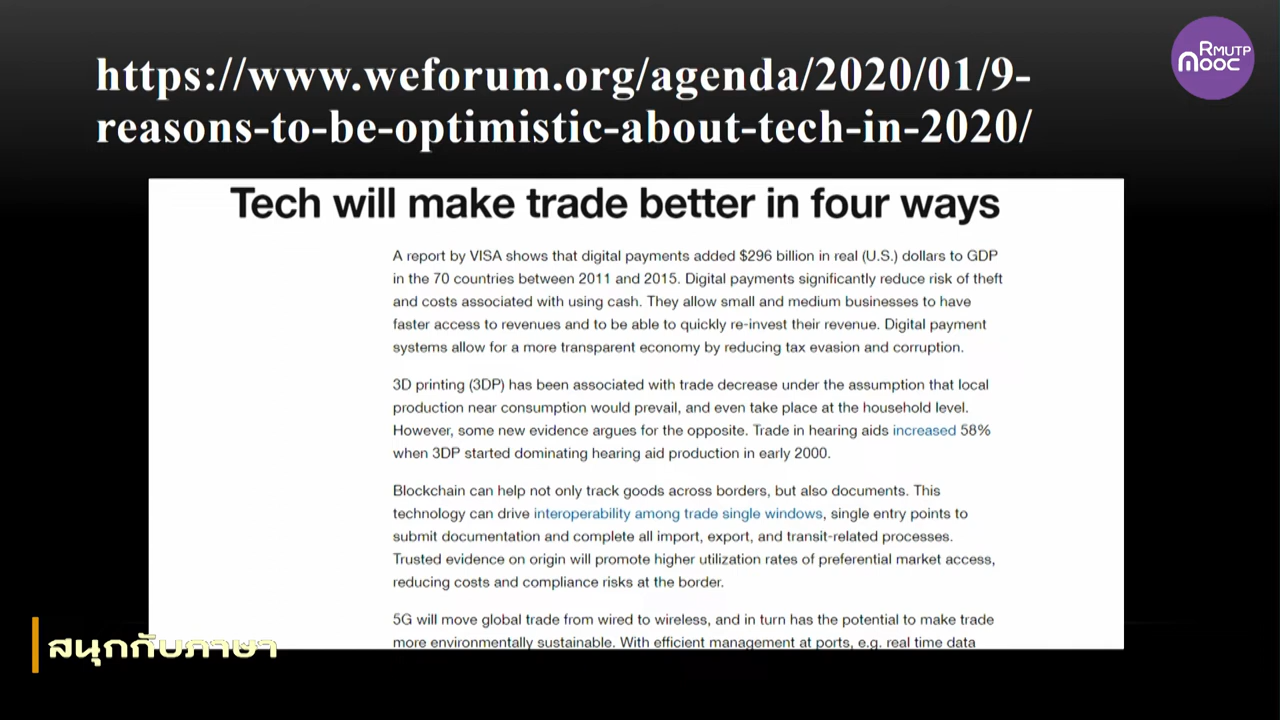 https://www.weforum.org/agenda/2020/01/9-
reasons-to-be-optimistic-about-tech-in-2020/
RMUTP
MOOC
Tech will make trade better in four ways
A report by VISA shows that digital payments added $296 billion in real (U.S.) dollars to GDP
in the 70 countries between 2011 and 2015. Digital payments significantly reduce risk of theft
and costs associated with using cash. They allow small and medium businesses to have
faster access to revenues and to be able to quickly re-invest their revenue. Digital payment
systems allow for a more transparent economy by reducing tax evasion and corruption.
3D printing (3DP) has been associated with trade decrease under the assumption that local
production near consumption would prevail, and even take place at the household level.
However, some new evidence argues for the opposite. Trade in hearing aids increased 58%
when 3DP started dominating hearing aid production in early 2000.
Blockchain can help not only track goods across borders, but also documents. This
technology can drive interoperability among trade single windows, single entry points to
submit documentation and complete all import, export, and transit-related processes.
Trusted evidence on origin will promote higher utilization rates of preferential market access,
reducing costs and compliance risks at the border.
5G will move global trade from wired to wireless, and in turn has the potential to make trade
more environmentally sustainable. With efficient management at ports, e.g. real time data
สนุกกับภาษา